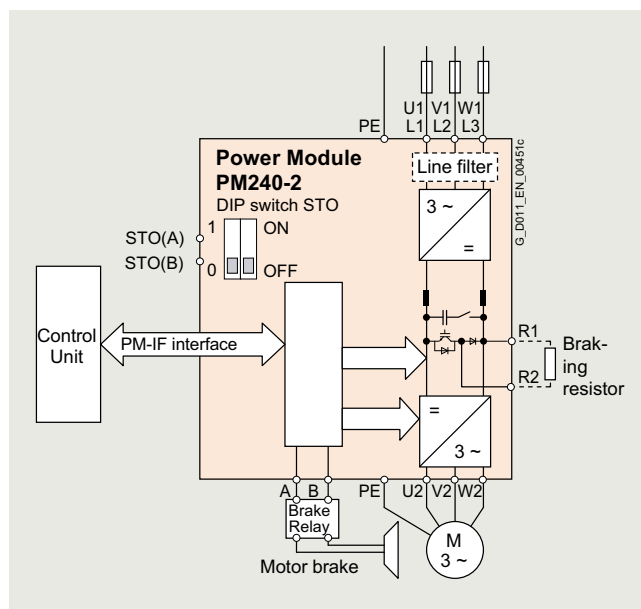 U1 V1 W1
PE L1 L2 L3
Power Module
PM240-2
Line filter
G_D011_EN_00451c
DIP switch STO
1 ON
STO(A)
STO(B)
0 OFF
3 ~
=
Control
Unit
PM-IF interface
R1
R2
Brak-
ing
resistor
=
3 ~
A B PE U2 V2 W2
Brake
Relay
Motor brake
M
3 ~